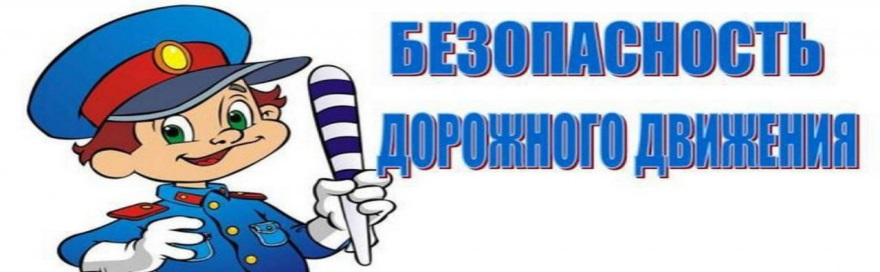 БЕЗОПАСНОСТЬ
ДОРОЖНОГО ДВИЖЕНИЯ